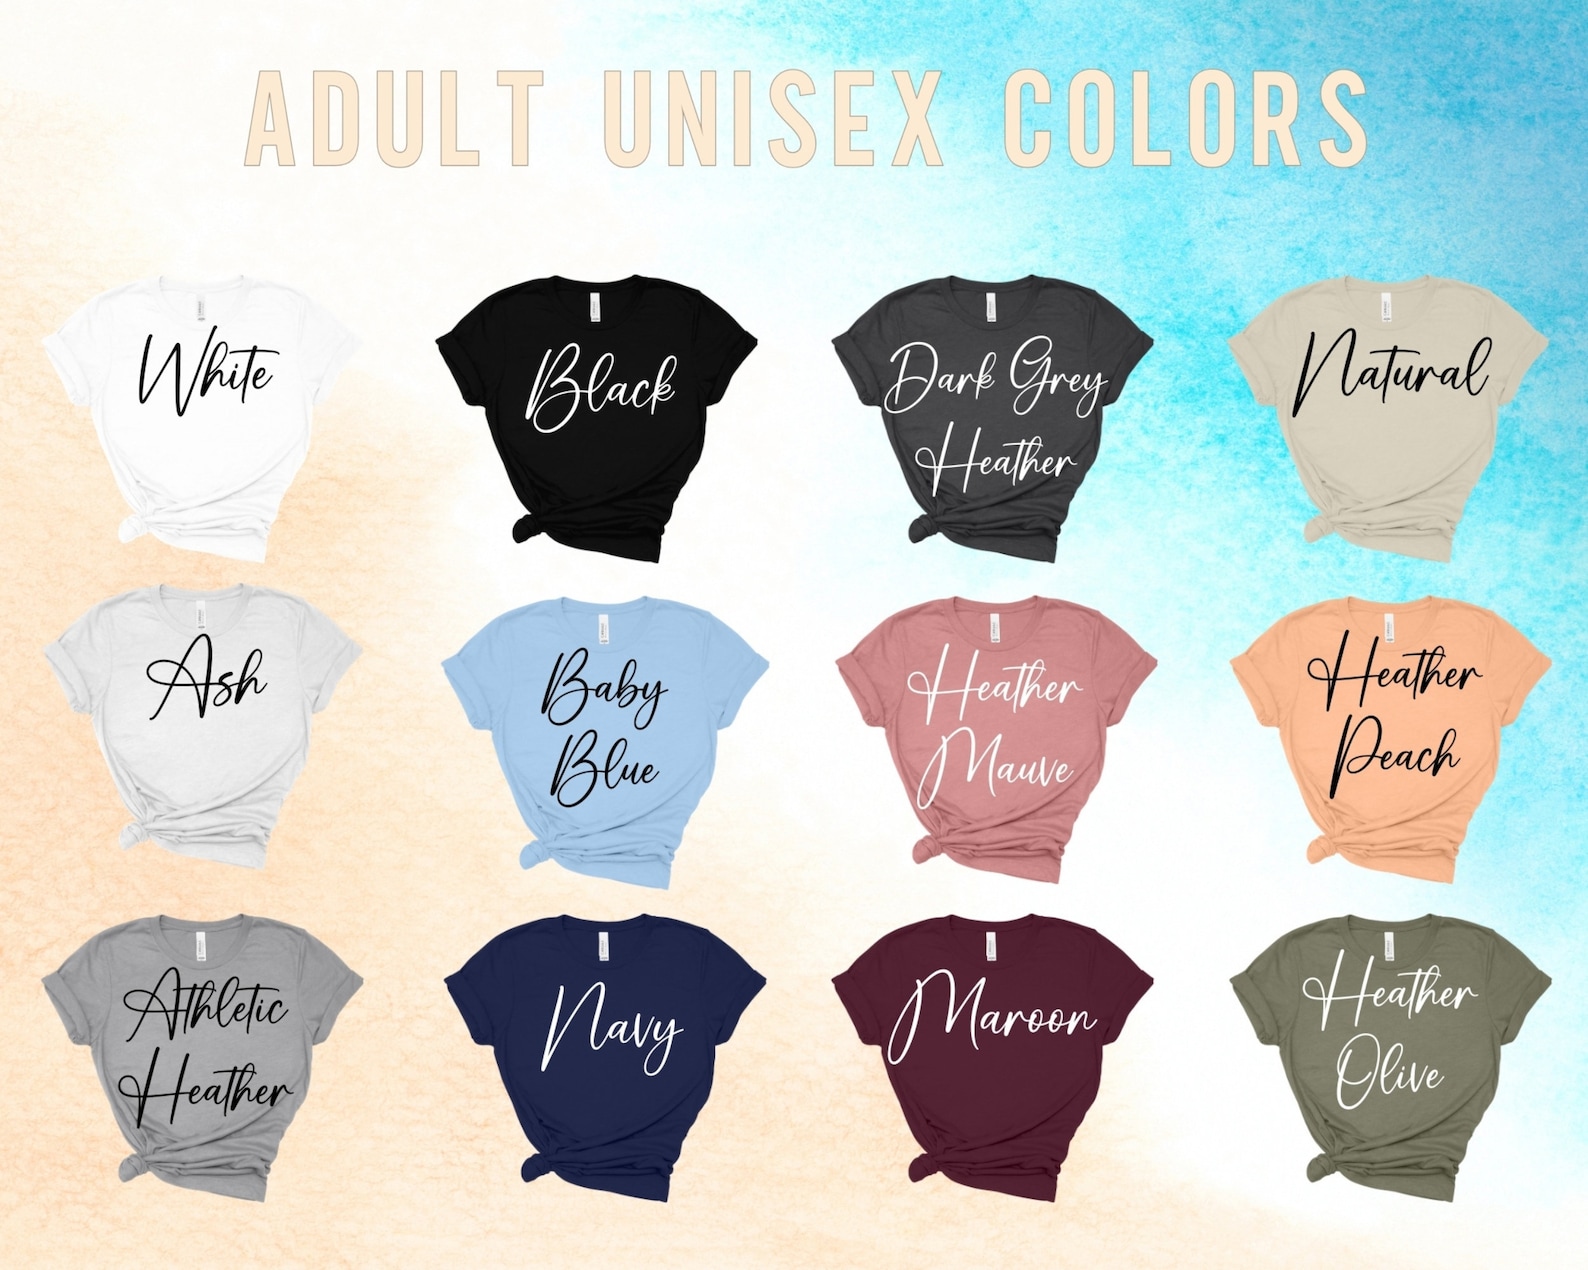 ADULT UNISEX COLORS
White
Black
Dark Grey
Heather
Natural
Ash
Baby
Blue
Heather
Mauve
Heather
Peach
Athletic
Heather
Navy
Maroon
Heather
Olive